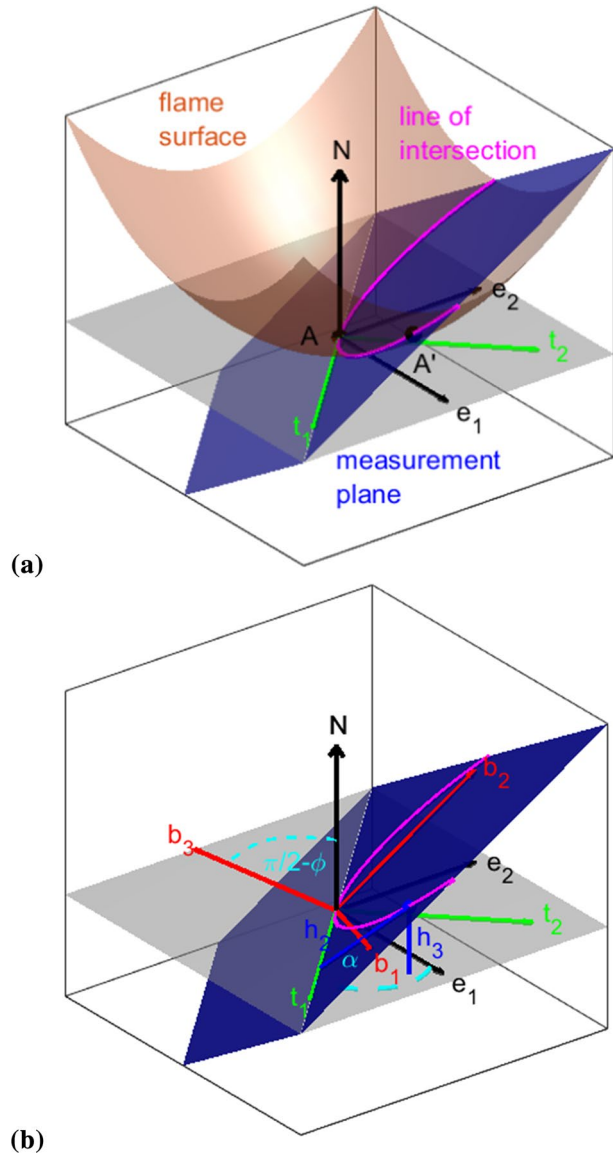 flame
surface
line of
intersection
N
A
e₂
A'
t₂
t₁
e₁
measurement
plane
(a)
N
b₂
b₃
π/2-ϕ
e₂
h₂
t₂
h₃
α
b₁
e₁
t₁
(b)